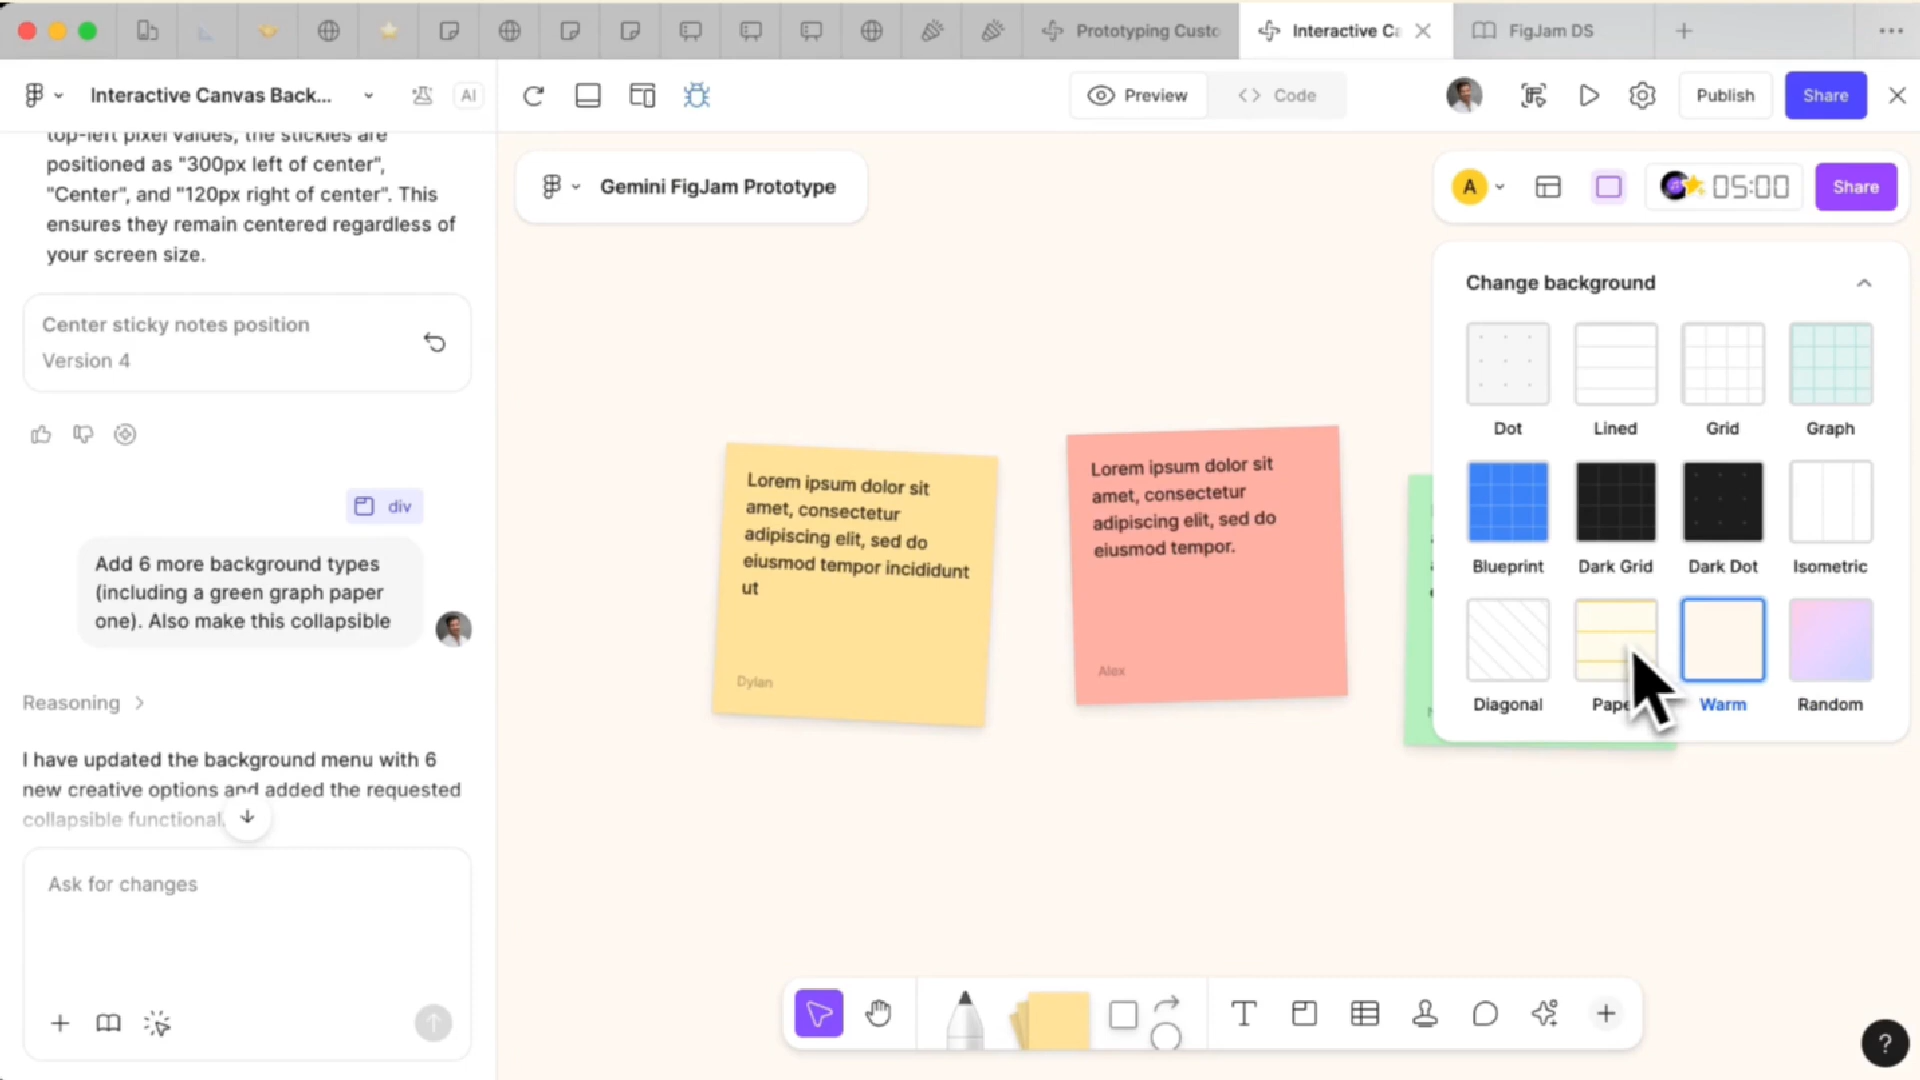 Prototyping Custo
Interactive Ca
FigJam DS
Interactive Canvas Back...
AI
Preview
Code
Publish
Share
top-left pixel values, the stickies are
positioned as "300px left of center",
"Center", and "120px right of center". This
ensures they remain centered regardless of
your screen size.
Center sticky notes position
Version 4
div
Add 6 more background types
(including a green graph paper
one). Also make this collapsible
Reasoning
I have updated the background menu with 6
new creative options and added the requested
collapsible functional
Ask for changes
Gemini FigJam Prototype
A
05:00
Share
Change background
Dot
Lined
Grid
Graph
Blueprint
Dark Grid
Dark Dot
Isometric
Diagonal
Pape
Warm
Random
Lorem ipsum dolor sit
amet, consectetur
adipiscing elit, sed do
eiusmod tempor incididunt
ut
Dylan
Lorem ipsum dolor sit
amet, consectetur
adipiscing elit, sed do
eiusmod tempor.
Alex
T
?